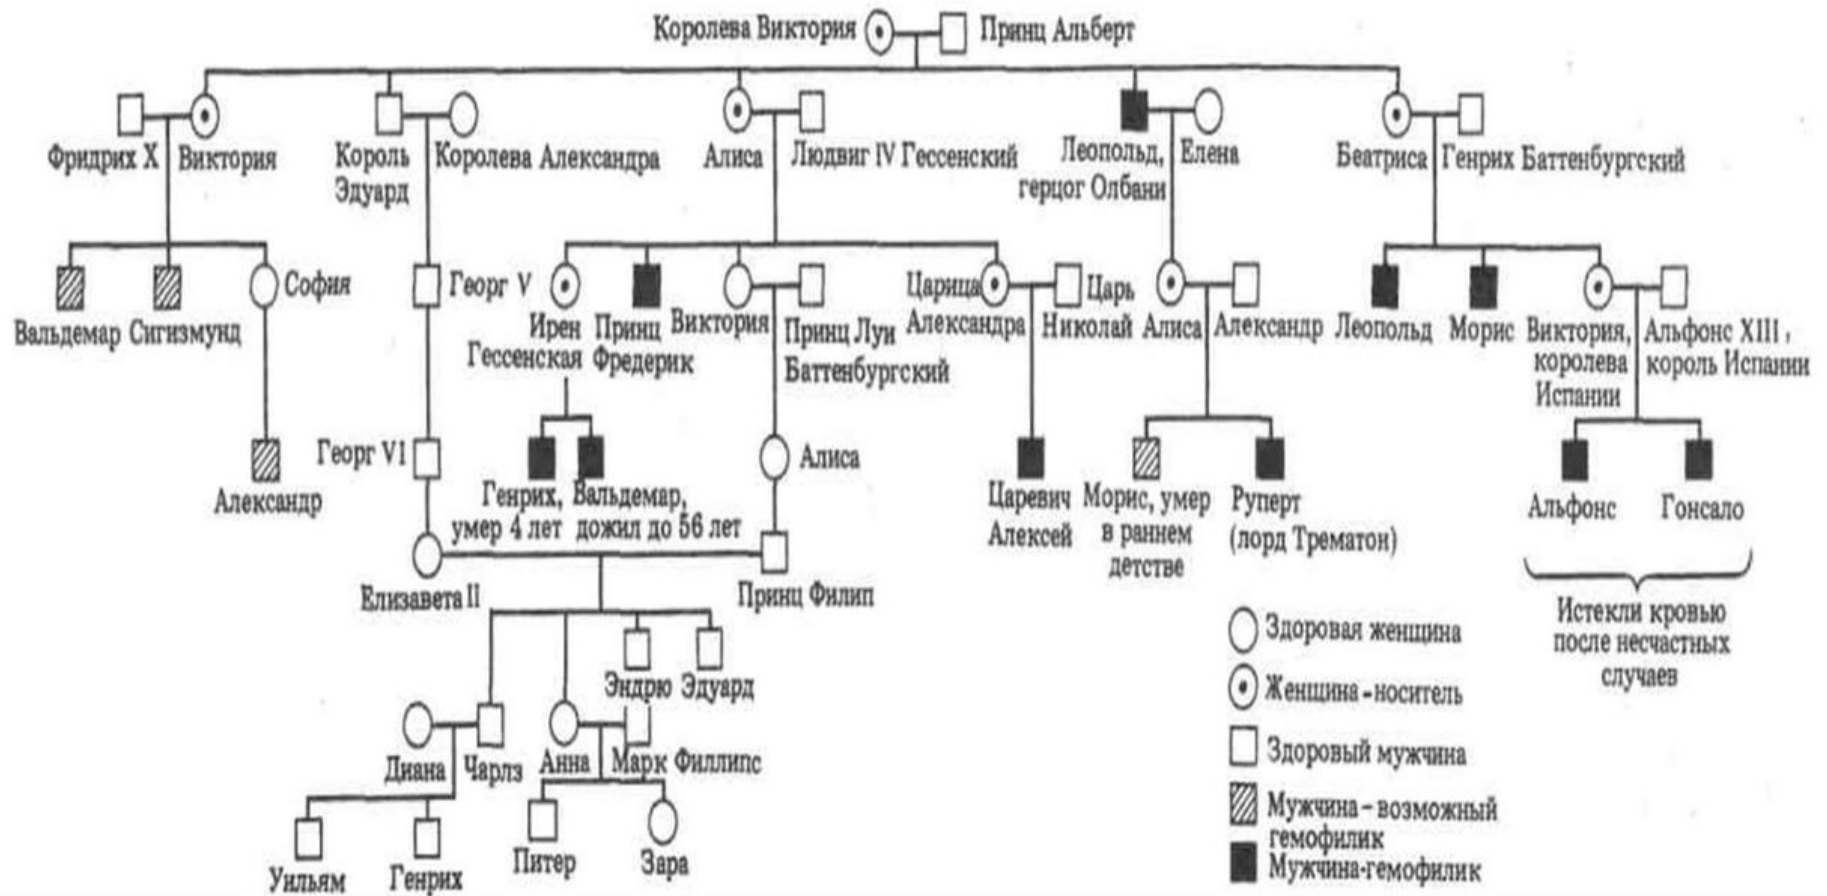 Королева Виктория
Принц Альберт
Фридрих X
Виктория
Король
Эдуард
Королева Александра
Алиса
Людвиг IV Гессенский
Леопольд,
герцог Олбани
Елена
Беатриса
Генрих Баттенбургский
Вальдемар
Сигизмунд
София
Георг V
Ирен
Гессенская
Принц
Фредерик
Виктория
Принц Луи
Баттенбургский
Царица
Александра
Царь
Николай
Алиса
Александр
Леопольд
Морис
Виктория,
королева
Испании
Альфонс XIII,
король Испании
Александр
Георг VI
Генрих,
умер 4 лет
Вальдемар,
дожил до 56 лет
Алиса
Царевич
Алексей
Морис, умер
в раннем
детстве
Руперт
(лорд Трематон)
Альфонс
Гонсало
Истекли кровью
после несчастных
случаев
Елизавета II
Принц Филип
Эндрю
Эдуард
Диана
Чарлз
Анна
Марк Филлипс
Уильям
Генрих
Питер
Зара
Здоровая женщина
Женщина-носитель
Здоровый мужчина
Мужчина-возможный
гемофилик
Мужчина-гемофилик